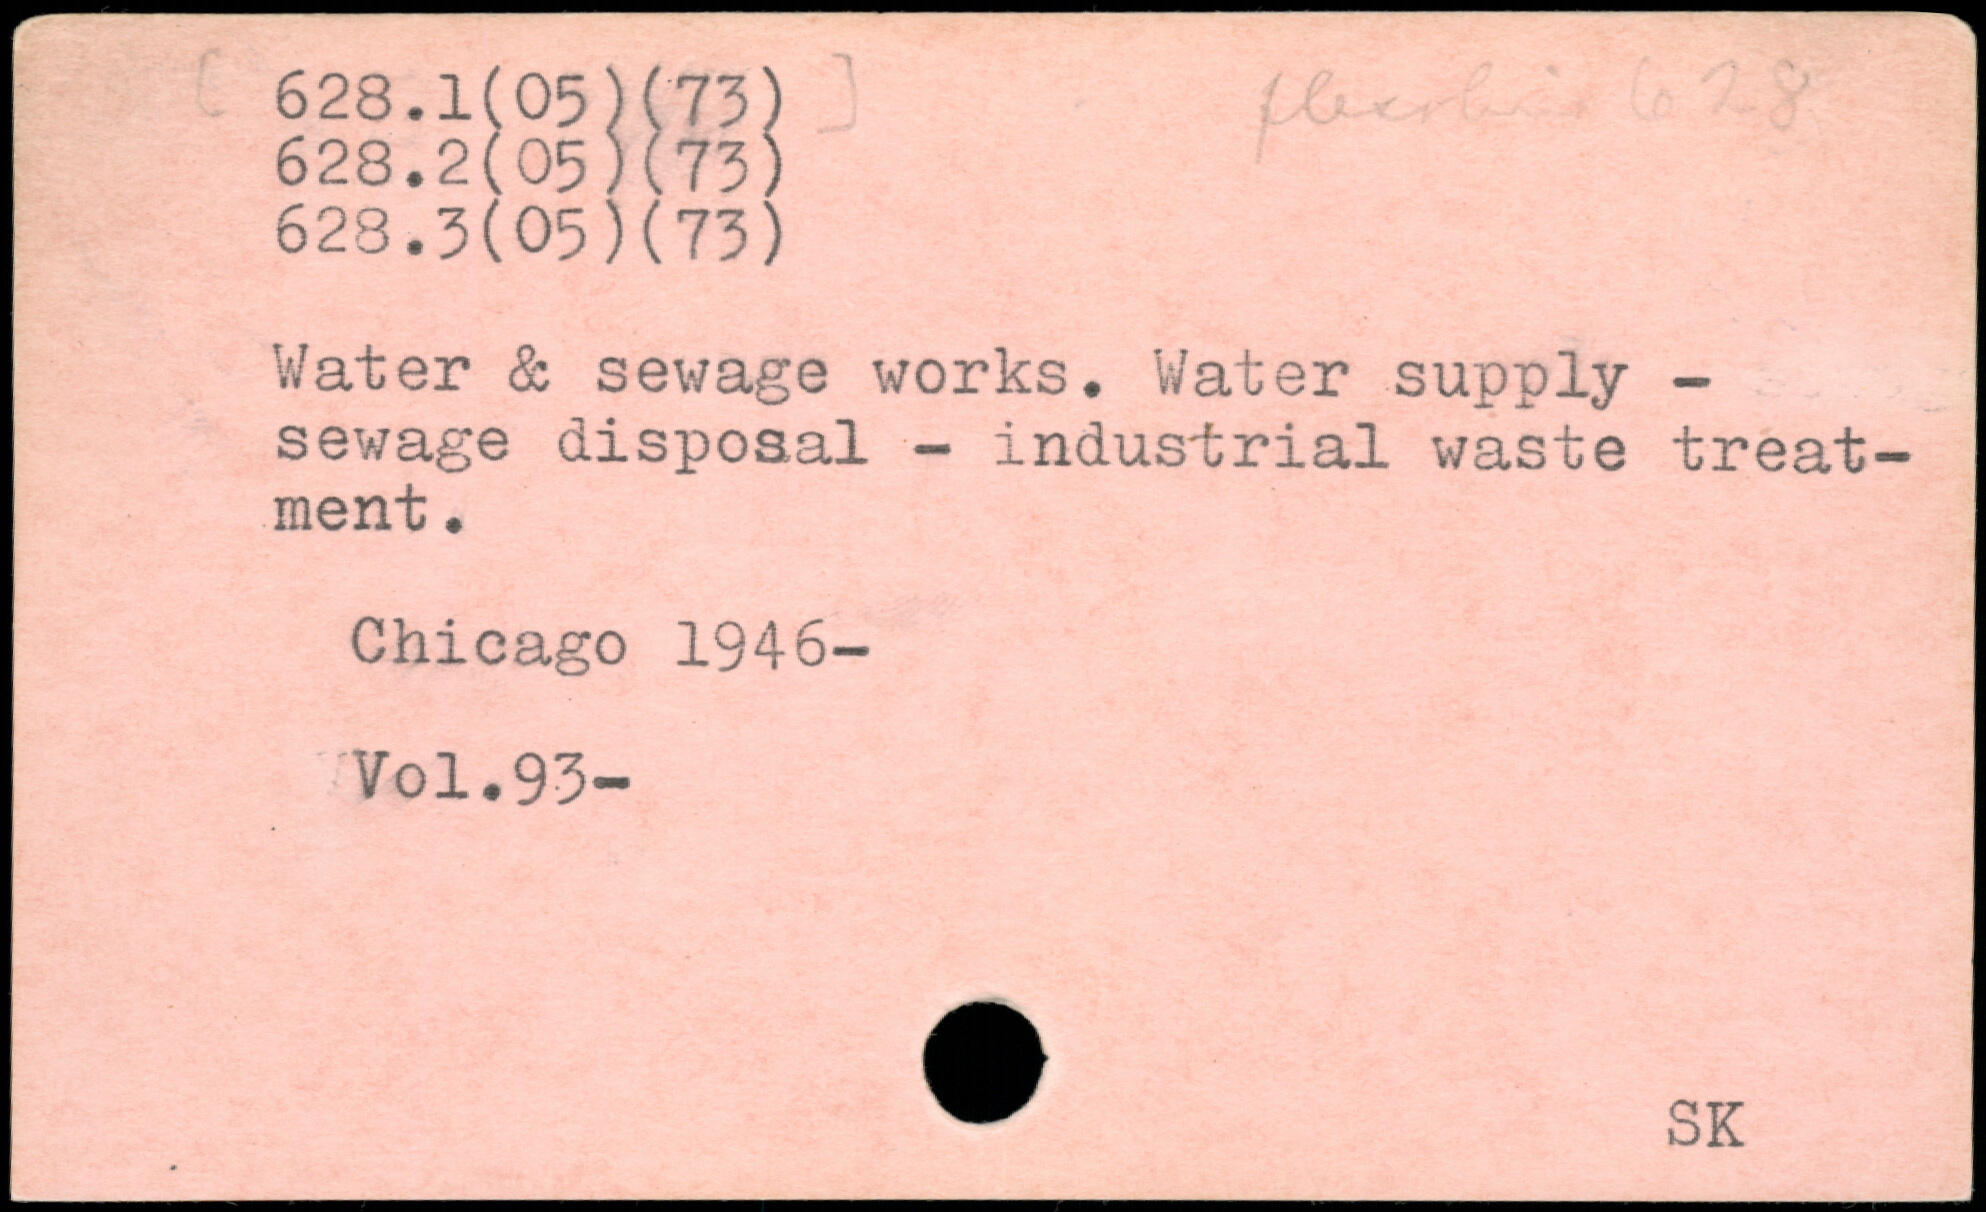 [ 628.1(05)(73) ] 628
628.2(05)(73)
628.3(05)(73)
Water & sewage works. Water supply -
sewage disposal - industrial waste treat-
ment.
Chicago 1946-
Vol.93-
SK